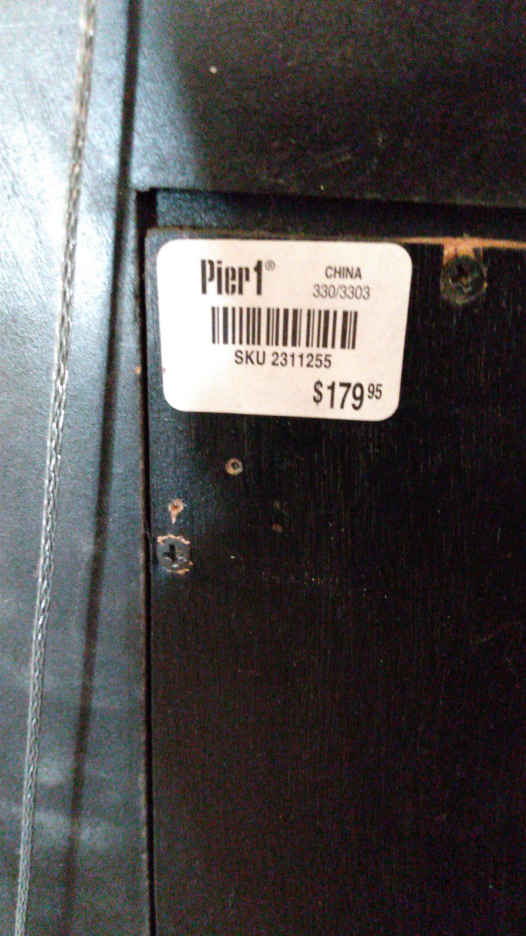 Pier1®
CHINA
330/3303
SKU 2311255
$179 95